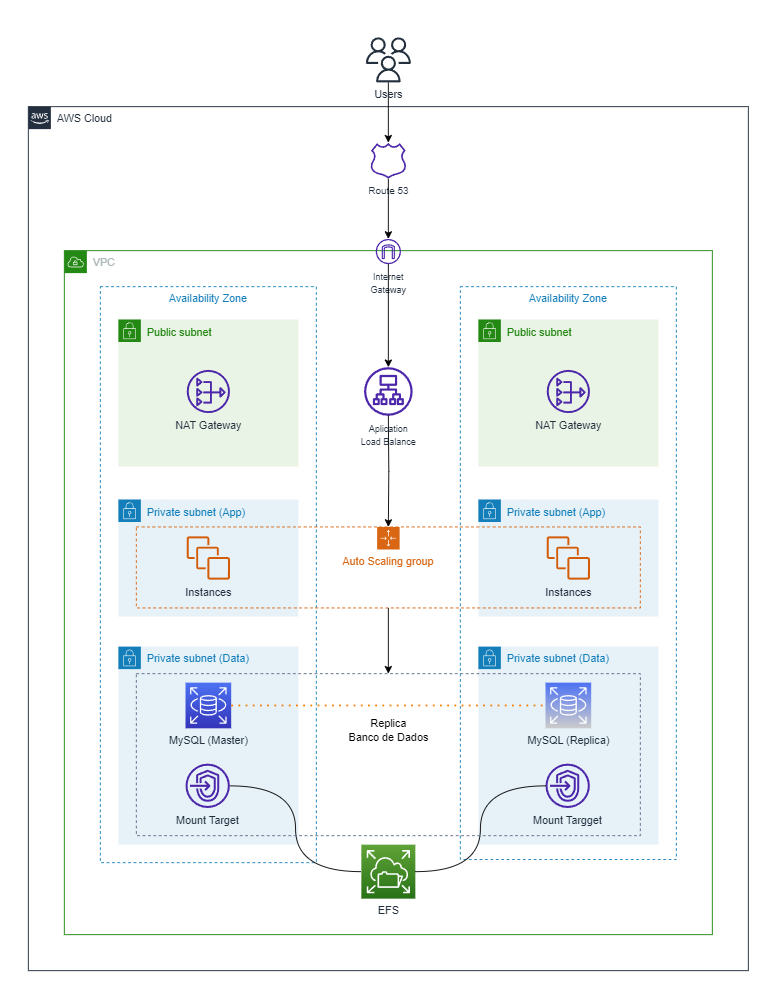 Users
aws
AWS Cloud
Route 53
VPC
Internet
Gateway
Availability Zone
Availability Zone
Public subnet
Public subnet
NAT Gateway
NAT Gateway
Aplication
Load Balance
Private subnet (App)
Private subnet (App)
Auto Scaling group
Instances
Instances
Private subnet (Data)
Private subnet (Data)
MySQL (Master)
MySQL (Replica)
Replica
Banco de Dados
Mount Target
Mount Targget
EFS